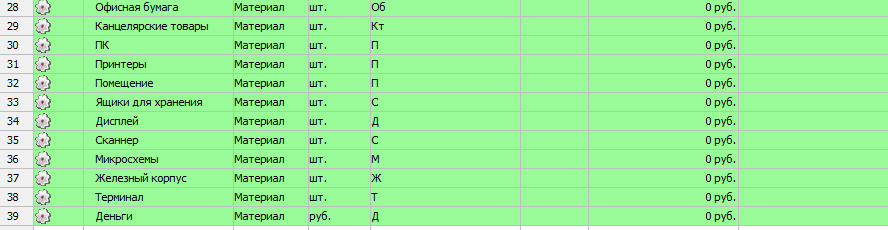 28 Офисная бумага Материал шт. Об 0 руб.
29 Канцелярские товары Материал шт. Кт 0 руб.
30 ПК Материал шт. П 0 руб.
31 Принтеры Материал шт. П 0 руб.
32 Помещение Материал шт. П 0 руб.
33 Ящики для хранения Материал шт. С 0 руб.
34 Дисплей Материал шт. Д 0 руб.
35 Сканнер Материал шт. С 0 руб.
36 Микросхемы Материал шт. М 0 руб.
37 Железный корпус Материал шт. Ж 0 руб.
38 Терминал Материал шт. Т 0 руб.
39 Деньги Материал руб. Д 0 руб.